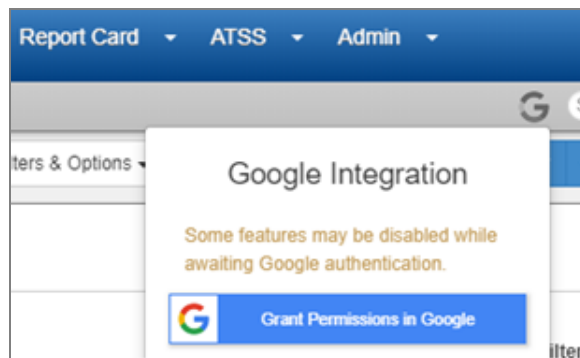 Report Card ATSS Admin
G
ters & Options
Google Integration
Some features may be disabled while
awaiting Google authentication.
G Grant Permissions in Google
ilter